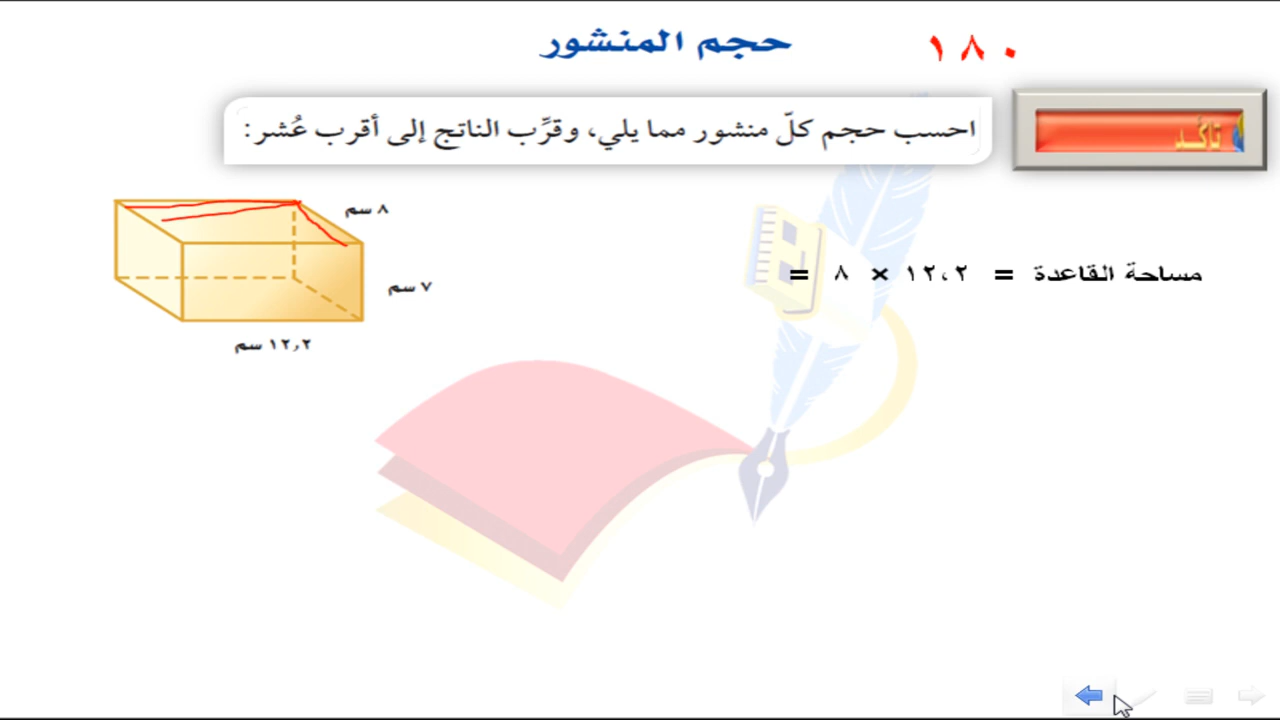 حجم المنشور ١٨٠
تأكد
احسب حجم كلّ منشور مما يلي، وقرِّب الناتج إلى أقرب عُشر:
٨ سم
٧ سم
١٢٫٢ سم
مساحة القاعدة = ١٢،٢ × ٨ =